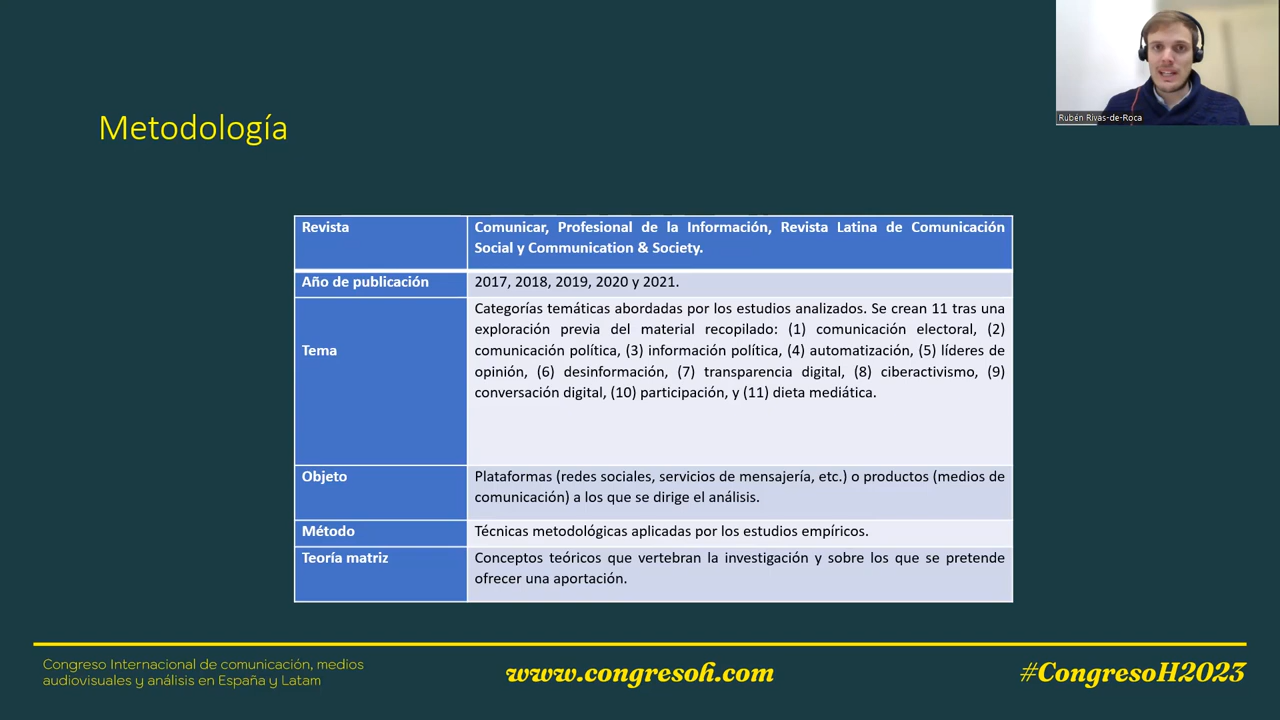 Rubén Rivas-de-Roca
Metodología
Revista
Comunicar, Profesional de la Información, Revista Latina de Comunicación
Social y Communication & Society.
Año de publicación
2017, 2018, 2019, 2020 y 2021.
Tema
Categorías temáticas abordadas por los estudios analizados. Se crean 11 tras una
exploración previa del material recopilado: (1) comunicación electoral, (2)
comunicación política, (3) información política, (4) automatización, (5) líderes de
opinión, (6) desinformación, (7) transparencia digital, (8) ciberactivismo, (9)
conversación digital, (10) participación, y (11) dieta mediática.
Objeto
Plataformas (redes sociales, servicios de mensajería, etc.) o productos (medios de
comunicación) a los que se dirige el análisis.
Método
Técnicas metodológicas aplicadas por los estudios empíricos.
Teoría matriz
Conceptos teóricos que vertebran la investigación y sobre los que se pretende
ofrecer una aportación.
Congreso Internacional de comunicación, medios
audiovisuales y análisis en España y Latam
www.congresoh.com
#CongresoH2023